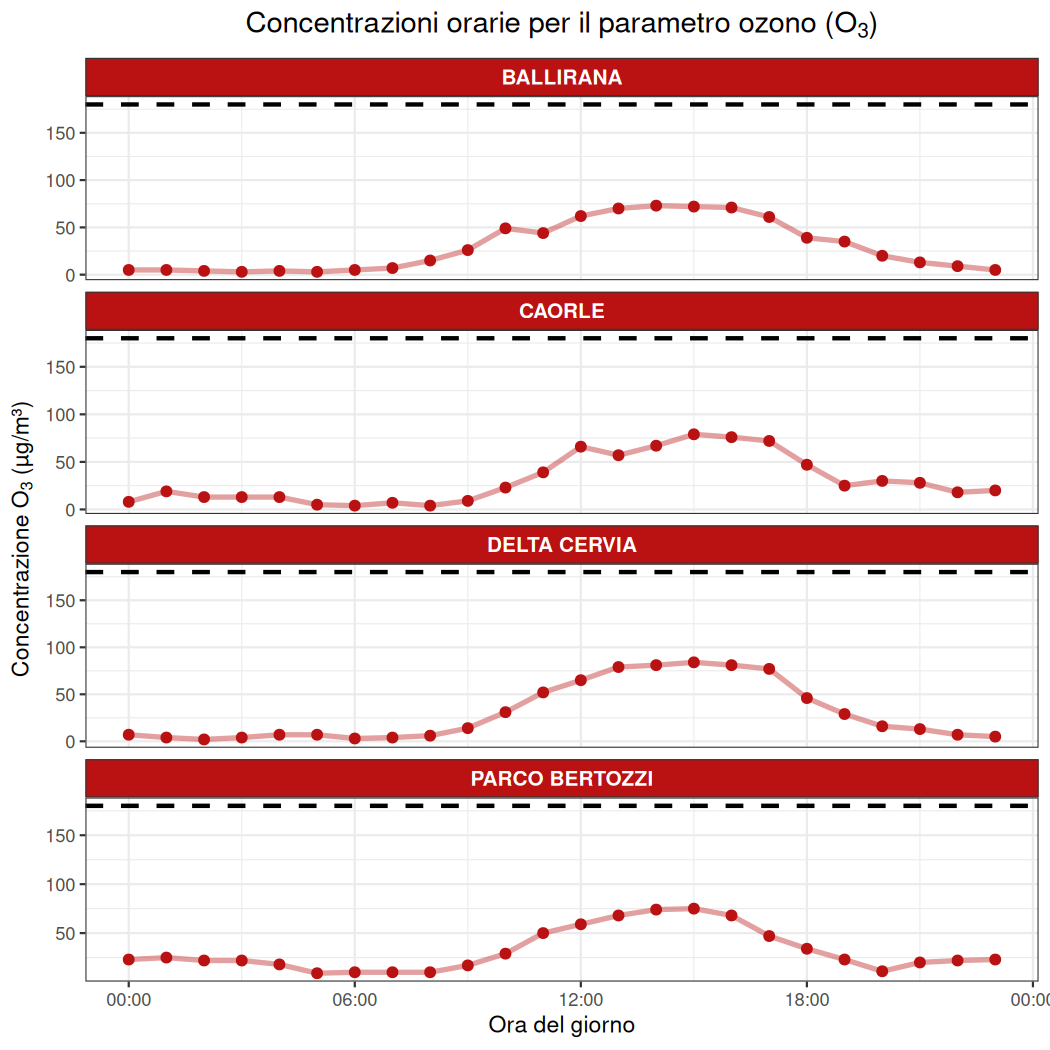 Concentrazioni orarie per il parametro ozono (O₃)
BALLIRANA
150
100
50
0
CAORLE
150
100
50
0
DELTA CERVIA
150
100
50
0
PARCO BERTOZZI
150
100
50
00:00 06:00 12:00 18:00 00:00
Ora del giorno
Concentrazione O₃ (µg/m³)